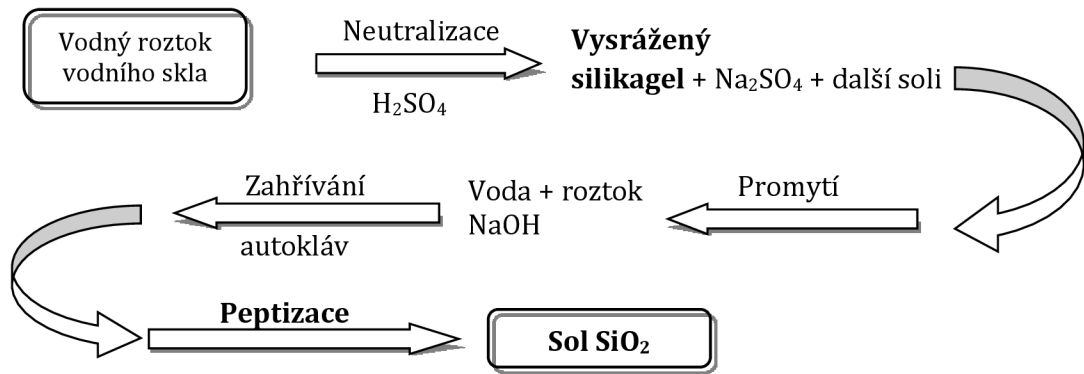 Vodný roztok
vodního skla
Neutralizace
H₂SO₄
Vysrážený
silikagel + Na₂SO₄ + další soli
Promytí
Voda + roztok
NaOH
Zahřívání
autokláv
Peptizace
Sol SiO₂